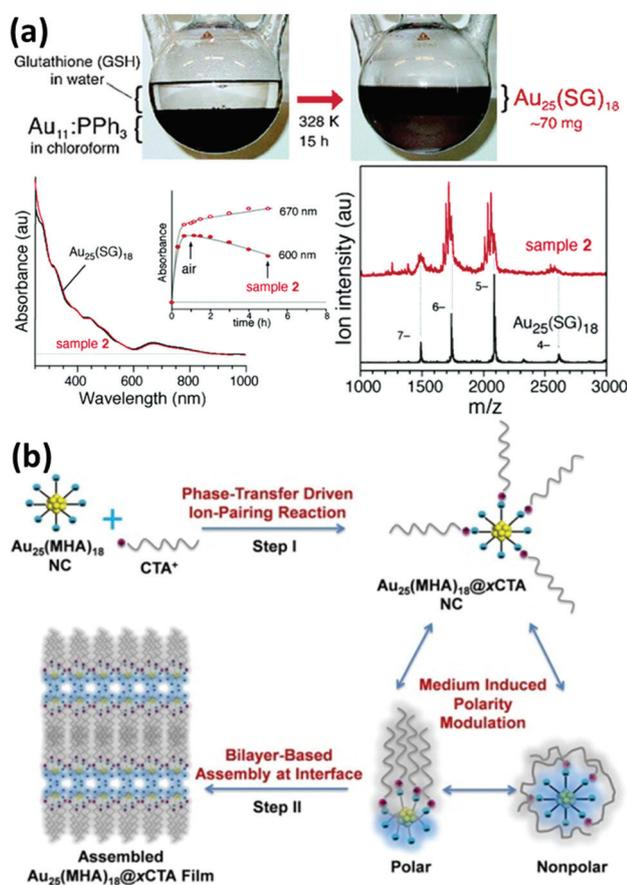 (a)
Glutathione (GSH)
in water
Au11:PPh3
in chloroform
328 K
15 h
Au25(SG)18
~70 mg
Absorbance (au)
Au25(SG)18
sample 2
400
600
800
1000
Wavelength (nm)
Absorbance
670 nm
600 nm
air
sample 2
0
2
4
6
8
time (h)
Ion intensity (au)
sample 2
5–
6–
7–
4–
Au25(SG)18
1000
1500
2000
2500
3000
m/z
(b)
Au25(MHA)18
NC
+
CTA+
Phase-Transfer Driven
Ion-Pairing Reaction
Step I
Au25(MHA)18@xCTA
NC
Medium Induced
Polarity
Modulation
Bilayer-Based
Assembly at Interface
Step II
Assembled
Au25(MHA)18@xCTA Film
Polar
Nonpolar